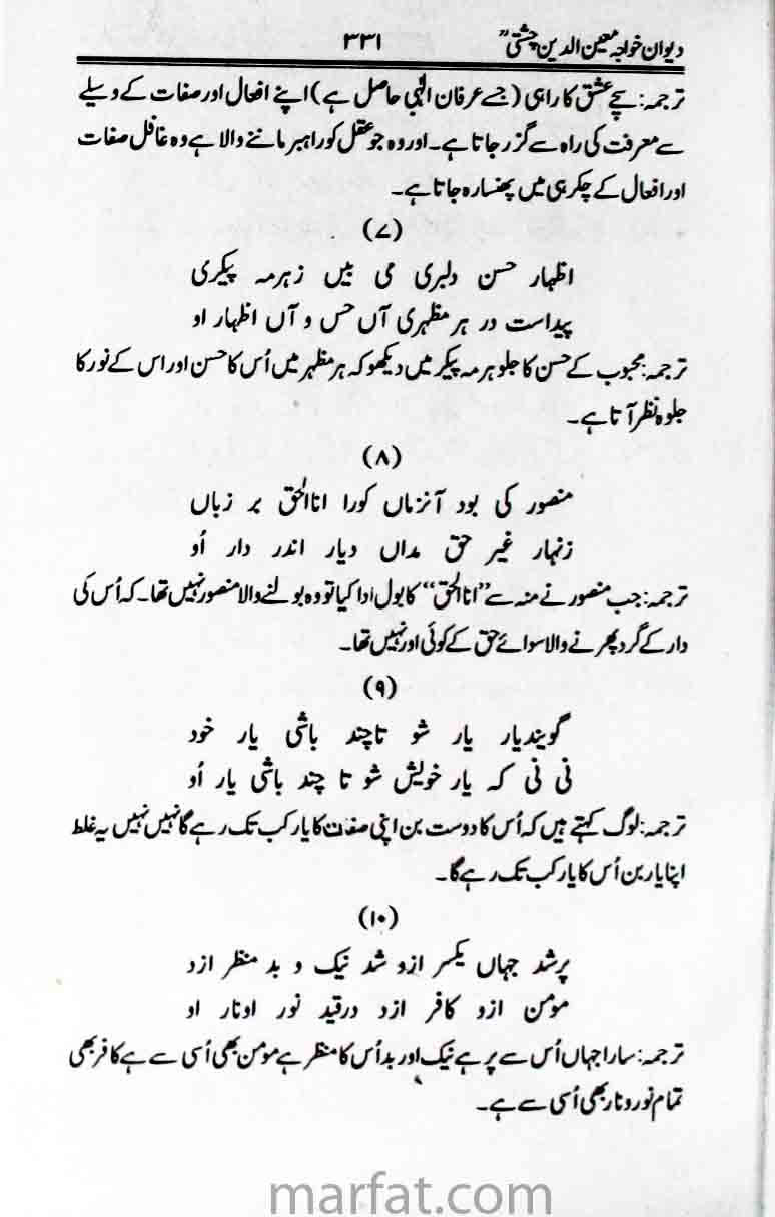 دیوان خواجہ معین الدین چشتیؒ ۳۳۱
ترجمہ: سچے عشق کا راہی (جسے عرفان الٰہی حاصل ہے) اپنے افعال اور صفات کے وسیلے
سے معرفت کی راہ سے گزر جاتا ہے۔ اور وہ جو عقل کو راہبر ماننے والا ہے وہ غافل صفات
اور افعال کے چکر ہی میں پھنسا رہ جاتا ہے۔
(۷)
اظہار حسن دلبری می بیں زہرمہ پیکری
پیداست در ہر مظہری آں حس و آں اظہار او
ترجمہ: محبوب کے حسن کا جلو ہر مہ پیکر میں دیکھو کہ ہر مظہر میں اُس کا حسن اور اس کے نور کا
جلوہ نظر آتا ہے۔
(۸)
منصور کی بود آنزماں کورا اناالحق بر زباں
زنہار غیر حق مداں دیار اندر دار اُو
ترجمہ: جب منصور نے منہ سے ”اناالحق“ کا بول ادا کیا تو وہ بولنے والا منصور نہیں تھا۔ کہ اُس کی
دار کے گرد پھرنے والا سوائے حق کے کوئی اور نہیں تھا۔
(۹)
گویندیار یار شو تاچند باشی یار خود
نی نی کہ یار خویش شو تا چند باشی یار اُو
ترجمہ: لوگ کہتے ہیں کہ اُس کا دوست بن اپنی صفات کا یار کب تک رہے گا نہیں نہیں یہ غلط
اپنا یار بن اُس کا یار کب تک رہے گا۔
(۱۰)
پرشد جہاں یکسر ازو شد نیک و بد منظر ازو
مؤمن ازو کافر ازو درقید نور اونار او
ترجمہ: سارا جہاں اُس سے پر ہے نیک اور بد اُس کا منظر ہے مومن بھی اُسی سے ہے کافر بھی
تمام نور و نار بھی اُسی سے ہے۔
marfat.com